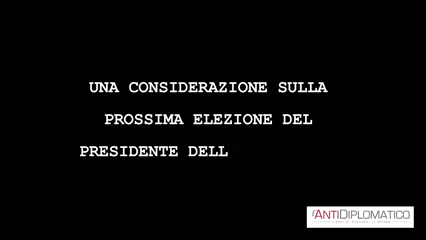 UNA CONSIDERAZIONE SULLA
PROSSIMA ELEZIONE DEL
PRESIDENTE DELL
L'ANTIDIPLOMATICO